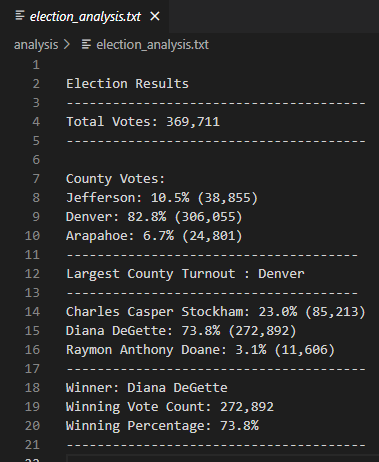 election_analysis.txt
analysis > election_analysis.txt
1
2 Election Results
3 ---------------------------------------
4 Total Votes: 369,711
5 ---------------------------------------
6
7 County Votes:
8 Jefferson: 10.5% (38,855)
9 Denver: 82.8% (306,055)
10 Arapahoe: 6.7% (24,801)
11 --------------------------------------
12 Largest County Turnout : Denver
13 --------------------------------------
14 Charles Casper Stockham: 23.0% (85,213)
15 Diana DeGette: 73.8% (272,892)
16 Raymon Anthony Doane: 3.1% (11,606)
17 ---------------------------------------
18 Winner: Diana DeGette
19 Winning Vote Count: 272,892
20 Winning Percentage: 73.8%
21 ---------------------------------------